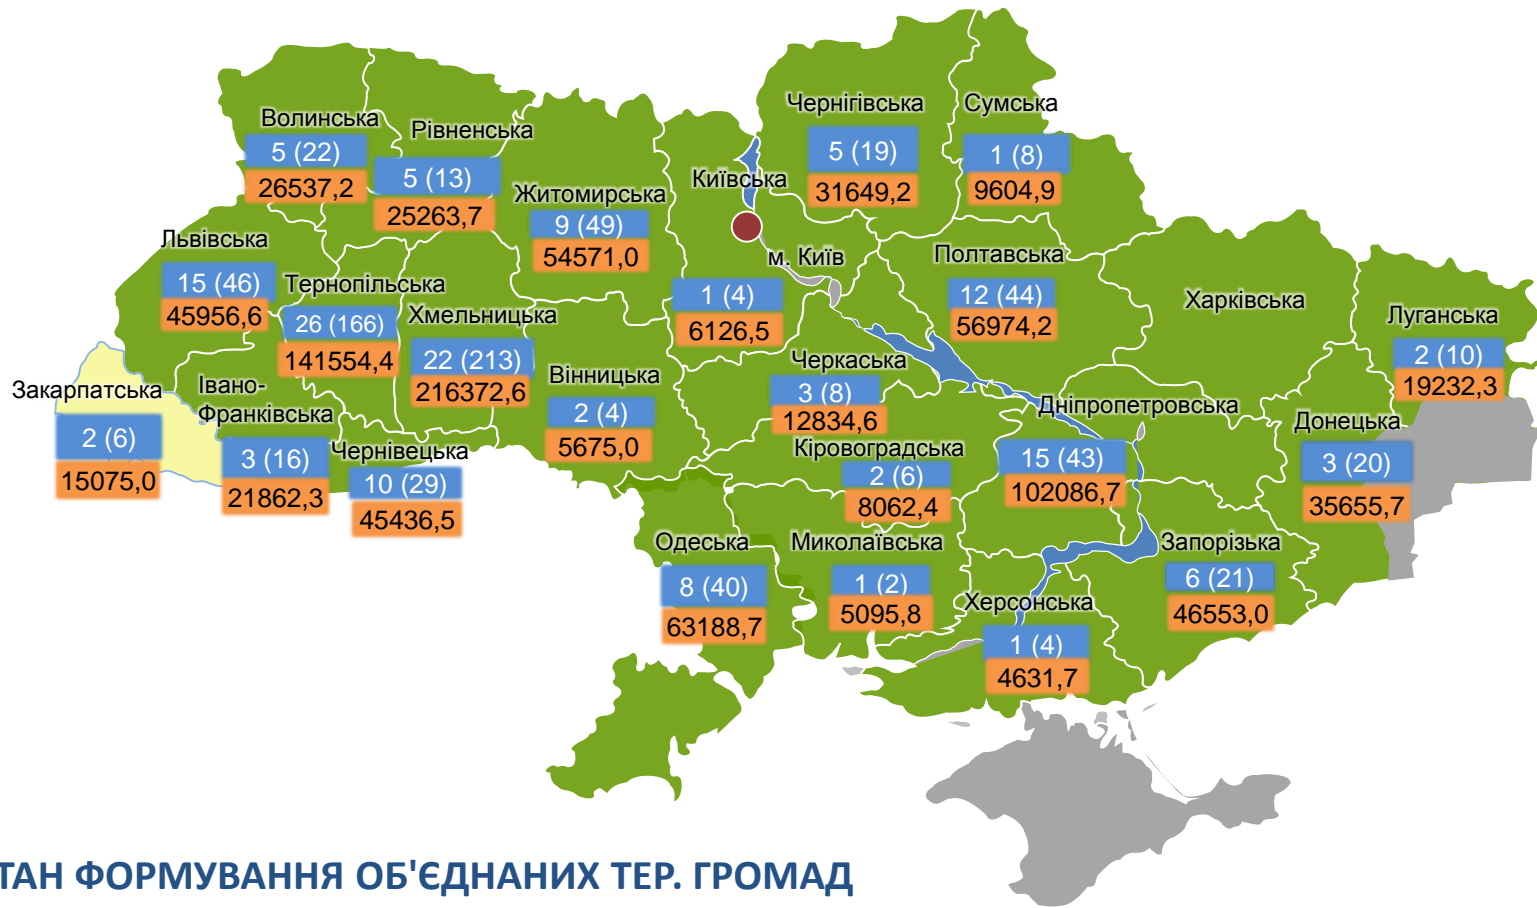 Чернігівська
5 (19)
31649,2
Сумська
1 (8)
9604,9
Волинська
5 (22)
26537,2
Рівненська
5 (13)
25263,7
Житомирська
9 (49)
54571,0
Київська
м. Київ
1 (4)
6126,5
Львівська
15 (46)
45956,6
Тернопільська
26 (166)
141554,4
Хмельницька
22 (213)
216372,6
Полтавська
12 (44)
56974,2
Харківська
Луганська
2 (10)
19232,3
Закарпатська
2 (6)
15075,0
Івано-
Франківська
3 (16)
21862,3
Чернівецька
10 (29)
45436,5
Вінницька
2 (4)
5675,0
Черкаська
3 (8)
12834,6
Кіровоградська
2 (6)
8062,4
Дніпропетровська
15 (43)
102086,7
Донецька
3 (20)
35655,7
Одеська
8 (40)
63188,7
Миколаївська
1 (2)
5095,8
Херсонська
1 (4)
4631,7
Запорізька
6 (21)
46553,0
ТАН ФОРМУВАННЯ ОБ'ЄДНАНИХ ТЕР. ГРОМАД